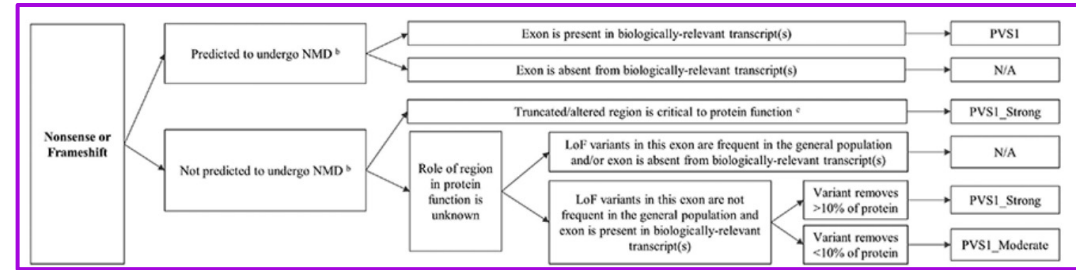 Nonsense or
Frameshift
Predicted to undergo NMD b
Exon is present in biologically-relevant transcript(s)
PVS1
Exon is absent from biologically-relevant transcript(s)
N/A
Not predicted to undergo NMD b
Truncated/altered region is critical to protein function c
PVS1_Strong
Role of region
in protein
function is
unknown
LoF variants in this exon are frequent in the general population
and/or exon is absent from biologically-relevant transcript(s)
N/A
LoF variants in this exon are not
frequent in the general population and
exon is present in biologically-relevant
transcript(s)
Variant removes
>10% of protein
PVS1_Strong
Variant removes
<10% of protein
PVS1_Moderate